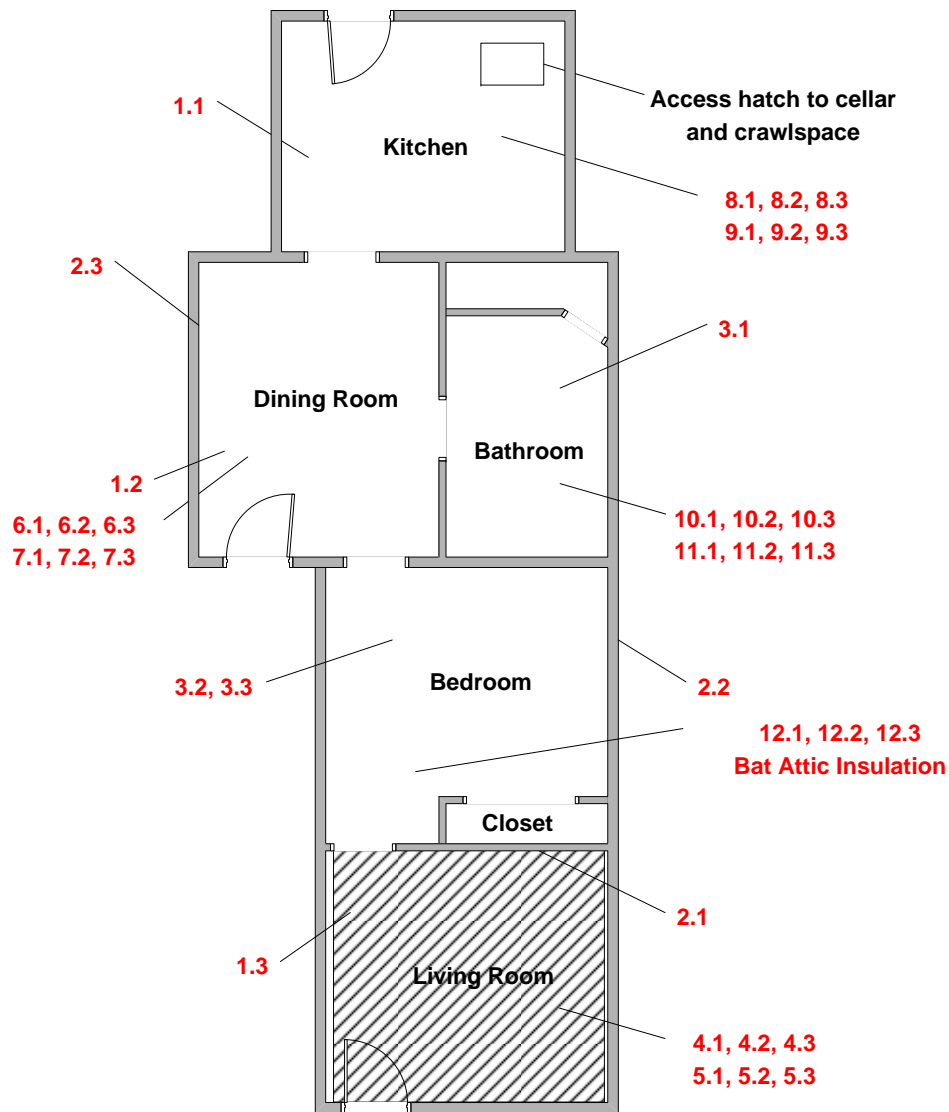 Access hatch to cellar
and crawlspace
1.1
Kitchen
8.1, 8.2, 8.3
9.1, 9.2, 9.3
2.3
3.1
Dining Room
Bathroom
1.2
6.1, 6.2, 6.3
7.1, 7.2, 7.3
10.1, 10.2, 10.3
11.1, 11.2, 11.3
3.2, 3.3
Bedroom
2.2
12.1, 12.2, 12.3
Bat Attic Insulation
Closet
2.1
1.3
Living Room
4.1, 4.2, 4.3
5.1, 5.2, 5.3